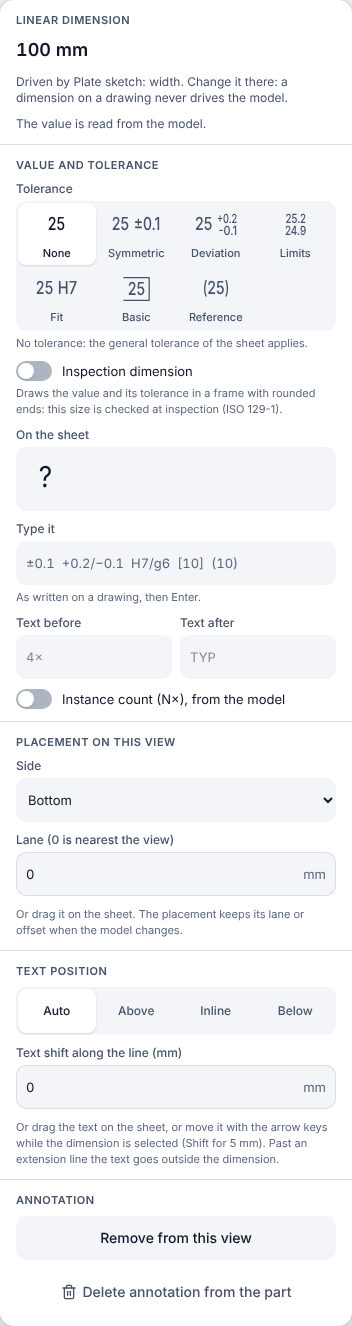 LINEAR DIMENSION
100 mm
Driven by Plate sketch: width. Change it there: a
dimension on a drawing never drives the model.
The value is read from the model.
VALUE AND TOLERANCE
Tolerance
25 25 ±0.1 25 +0.2 -0.1 25.2 24.9
None Symmetric Deviation Limits
25 H7 25 (25)
Fit Basic Reference
No tolerance: the general tolerance of the sheet applies.
Inspection dimension
Draws the value and its tolerance in a frame with rounded
ends: this size is checked at inspection (ISO 129-1).
On the sheet
?
Type it
±0.1 +0.2/−0.1 H7/g6 [10] (10)
As written on a drawing, then Enter.
Text before Text after
4× TYP
Instance count (N×), from the model
PLACEMENT ON THIS VIEW
Side
Bottom
Lane (0 is nearest the view)
0 mm
Or drag it on the sheet. The placement keeps its lane or
offset when the model changes.
TEXT POSITION
Auto Above Inline Below
Text shift along the line (mm)
0 mm
Or drag the text on the sheet, or move it with the arrow keys
while the dimension is selected (Shift for 5 mm). Past an
extension line the text goes outside the dimension.
ANNOTATION
Remove from this view
Delete annotation from the part